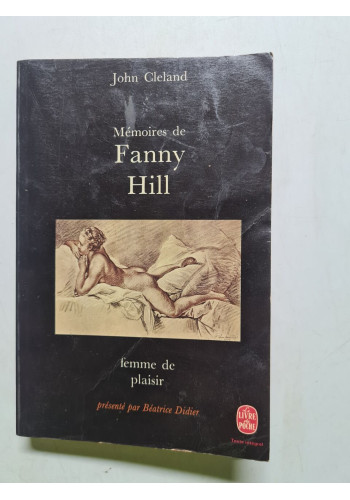 John Cleland
Mémoires de
Fanny
Hill
femme de
plaisir
présenté par Béatrice Didier
LE LIVRE
DE POCHE